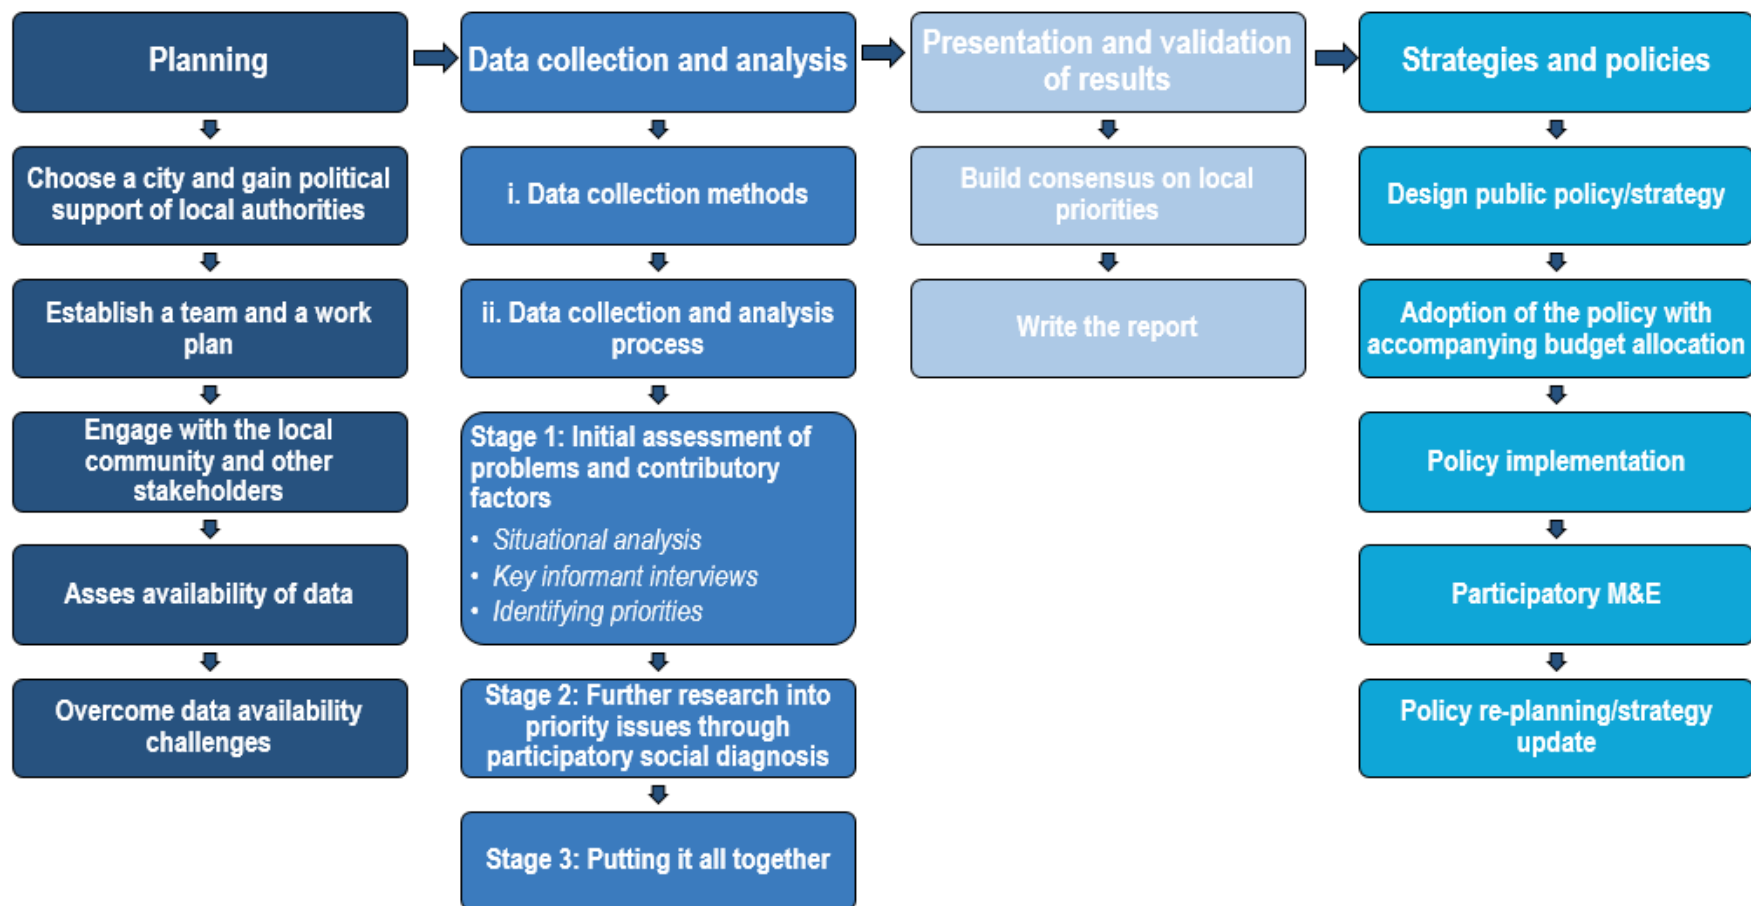 Planning
Choose a city and gain political
support of local authorities
Establish a team and a work
plan
Engage with the local
community and other
stakeholders
Asses availability of data
Overcome data availability
challenges
Data collection and analysis
i. Data collection methods
ii. Data collection and analysis
process
Stage 1: Initial assessment of
problems and contributory
factors
• Situational analysis
• Key informant interviews
• Identifying priorities
Stage 2: Further research into
priority issues through
participatory social diagnosis
Stage 3: Putting it all together
Presentation and validation
of results
Build consensus on local
priorities
Write the report
Strategies and policies
Design public policy/strategy
Adoption of the policy with
accompanying budget allocation
Policy implementation
Participatory M&E
Policy re-planning/strategy
update